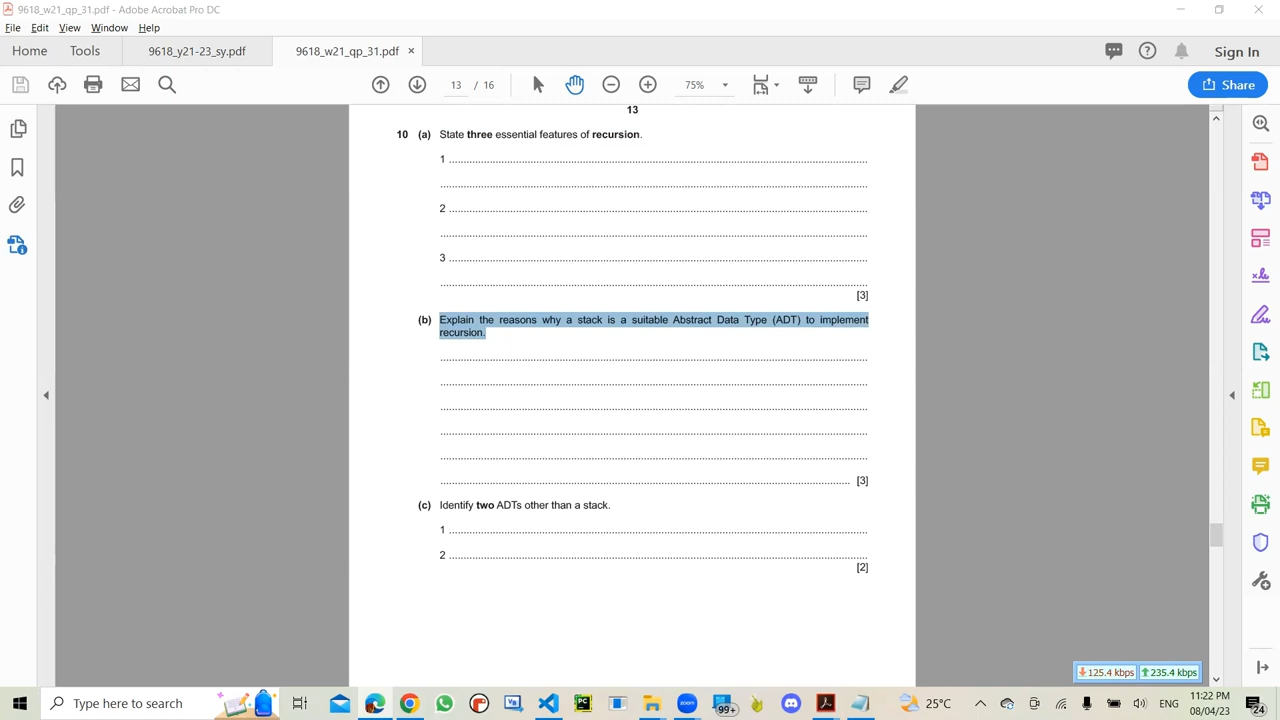 9618_w21_qp_31.pdf - Adobe Acrobat Pro DC
File Edit View Window Help
Home Tools 9618_y21-23_sy.pdf 9618_w21_qp_31.pdf × Sign In
13 / 16 75% Share
13
10 (a) State three essential features of recursion.
1 ....................................................................................................
....................................................................................................
2 ....................................................................................................
....................................................................................................
3 ....................................................................................................
....................................................................................................
[3]
(b) Explain the reasons why a stack is a suitable Abstract Data Type (ADT) to implement
recursion.
....................................................................................................
....................................................................................................
....................................................................................................
....................................................................................................
....................................................................................................
.................................................................................................... [3]
(c) Identify two ADTs other than a stack.
1 ....................................................................................................
2 ....................................................................................................
[2]
125.4 kbps 235.4 kbps
Type here to search 99+ zoom PC 25°C ENG 11:22 PM
08/04/23 24